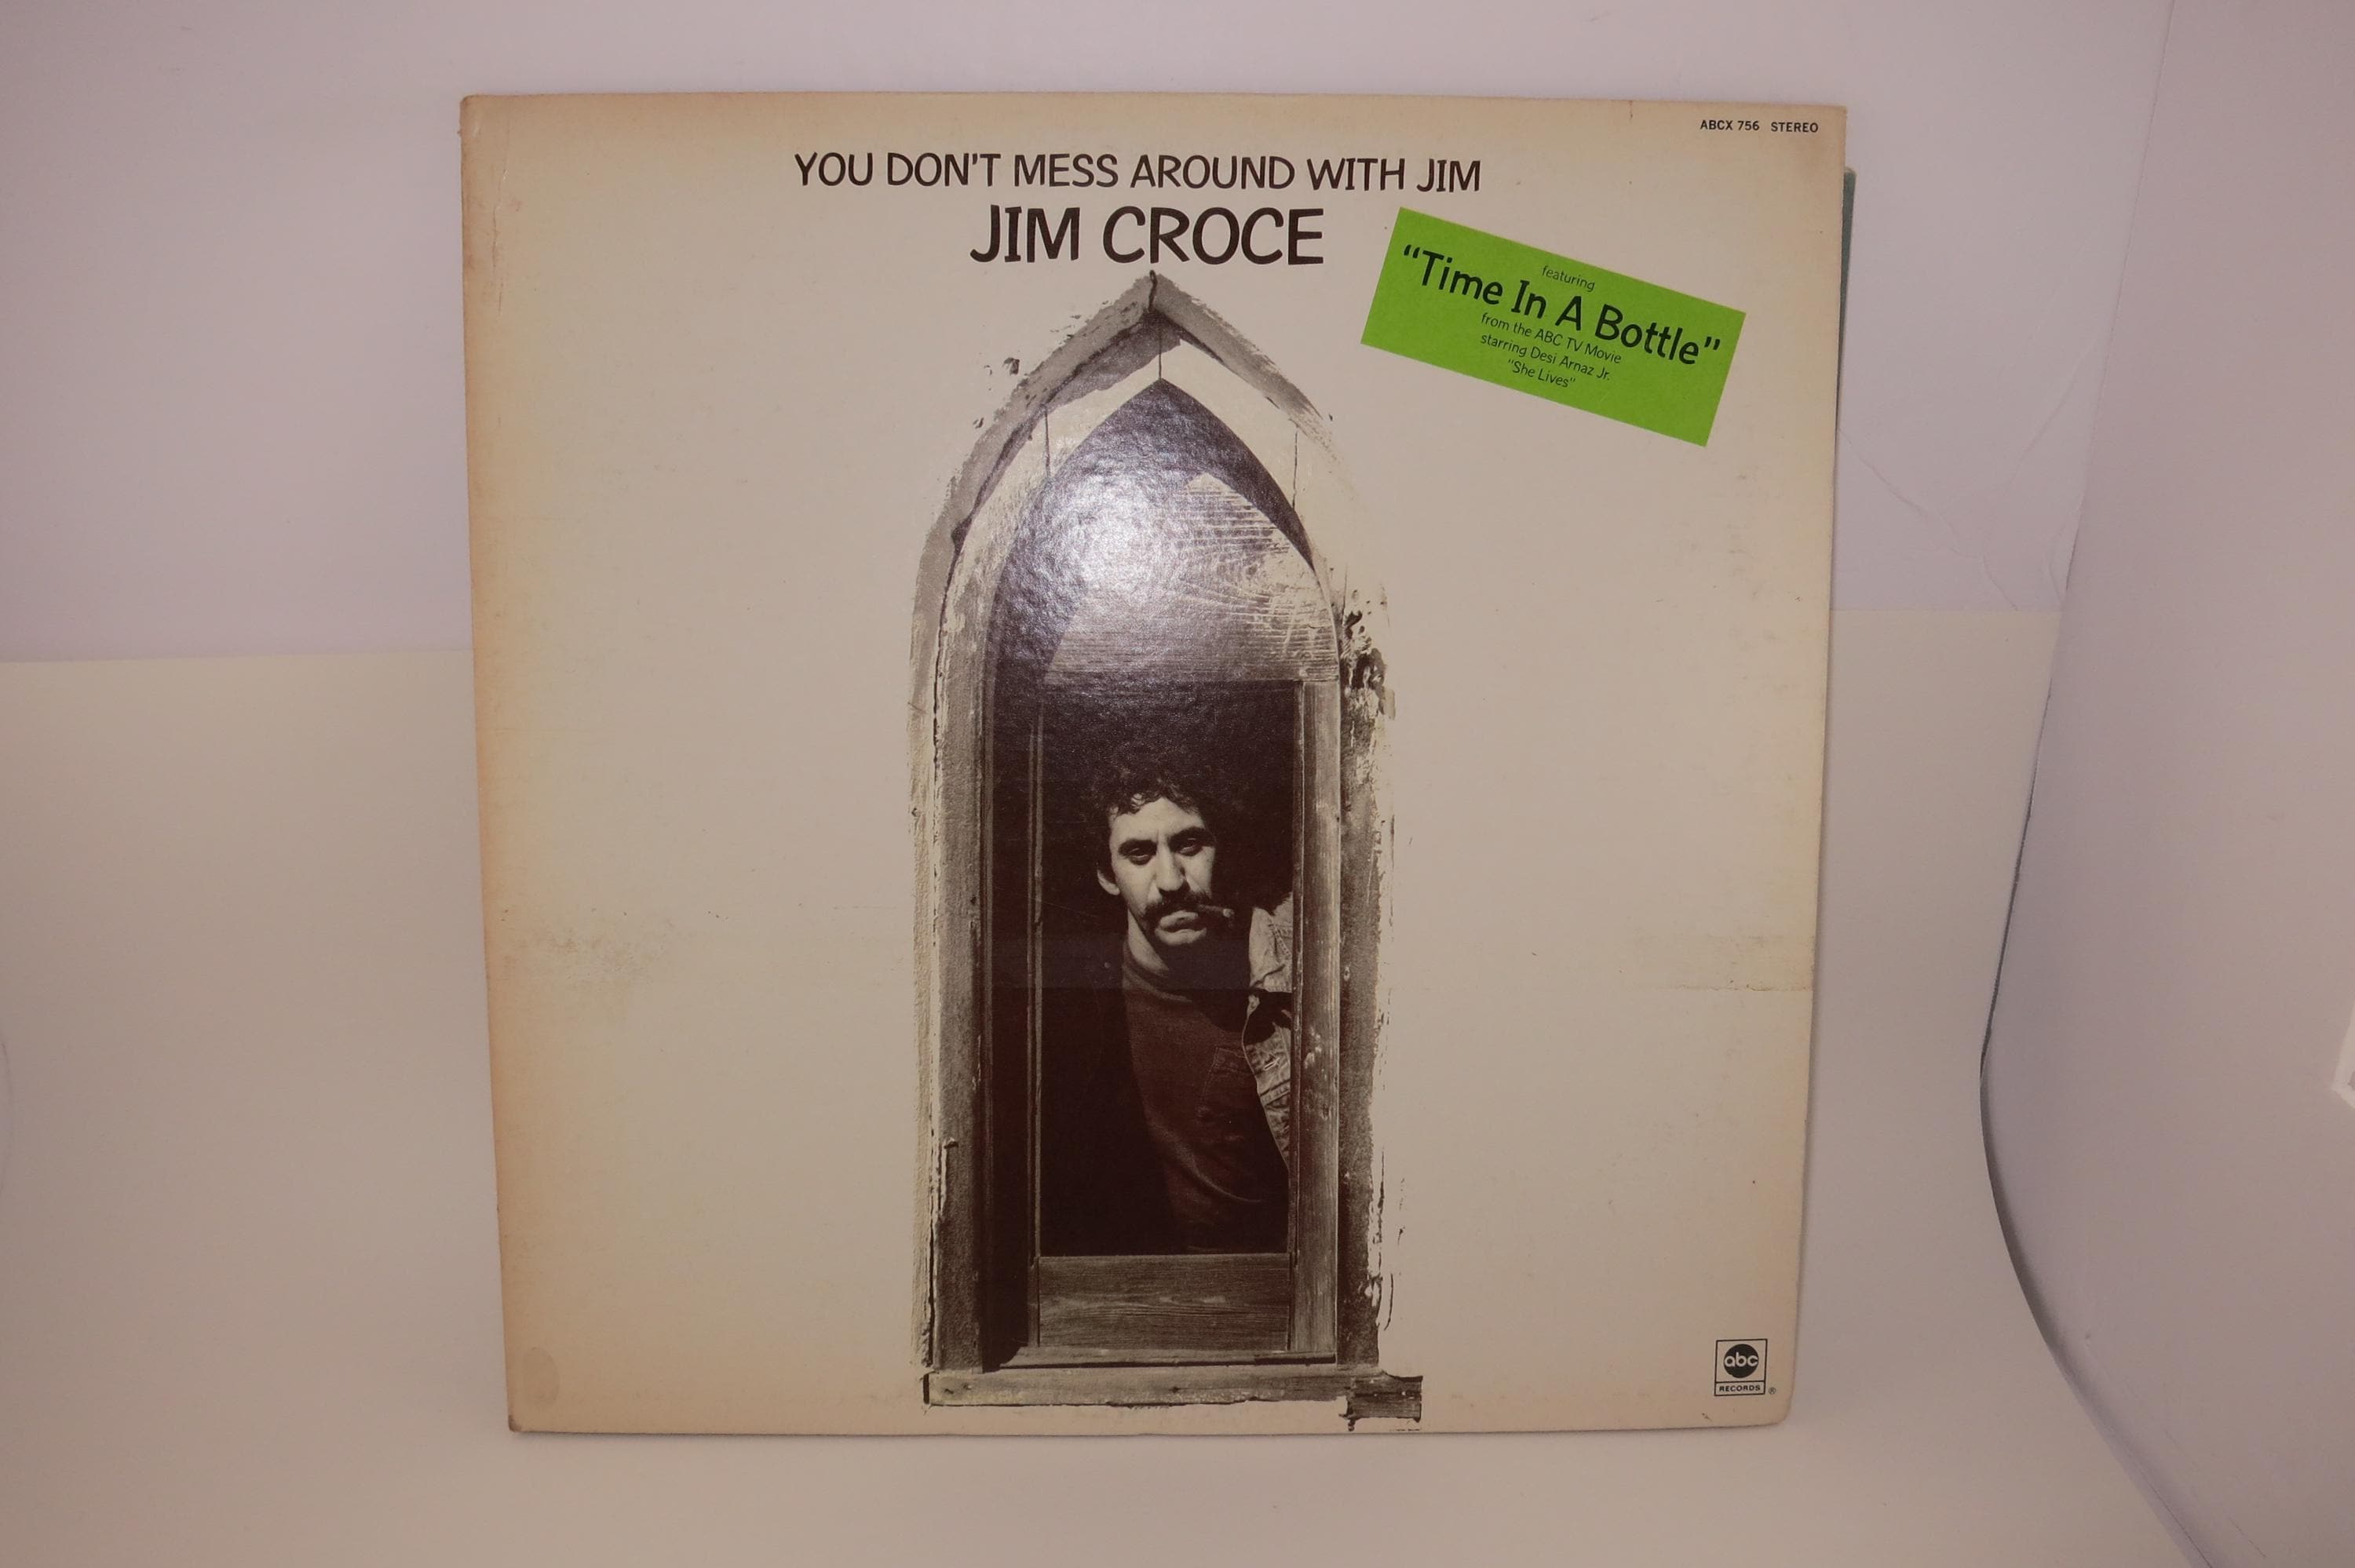 ABCX 756 STEREO
YOU DON'T MESS AROUND WITH JIM
JIM CROCE
featuring
“Time In A Bottle”
from the ABC TV Movie
starring Desi Arnaz Jr.
“She Lives”
abc
RECORDS ®